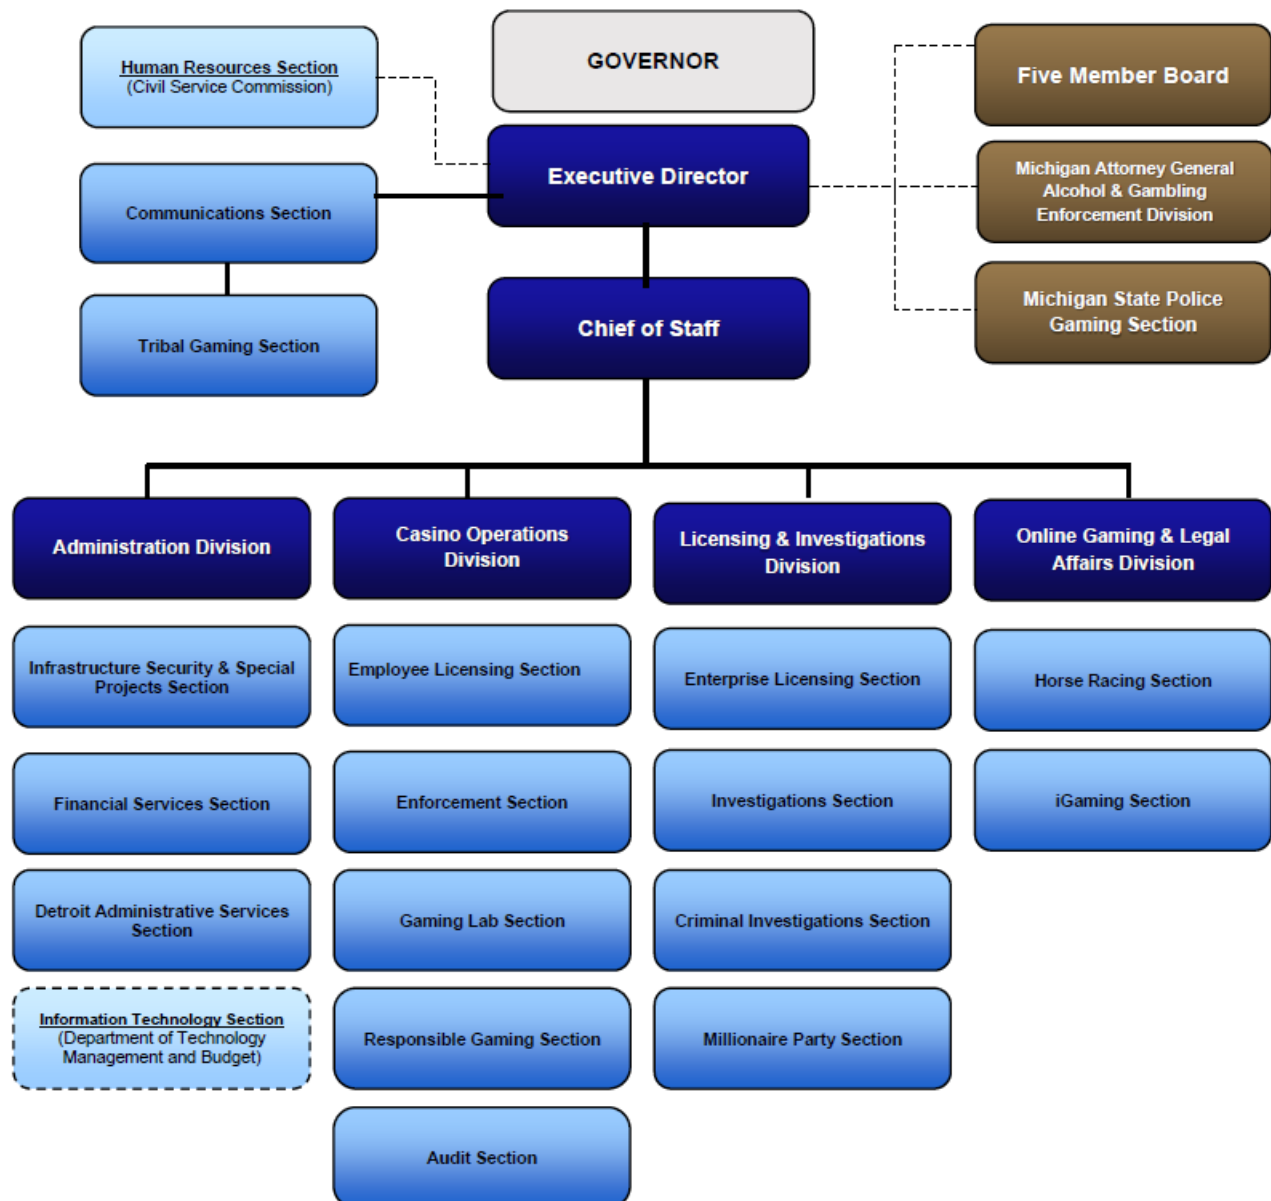 Human Resources Section
(Civil Service Commission)
GOVERNOR
Five Member Board
Executive Director
Michigan Attorney General
Alcohol & Gambling
Enforcement Division
Communications Section
Chief of Staff
Michigan State Police
Gaming Section
Tribal Gaming Section
Administration Division
Casino Operations
Division
Licensing & Investigations
Division
Online Gaming & Legal
Affairs Division
Infrastructure Security & Special
Projects Section
Employee Licensing Section
Enterprise Licensing Section
Horse Racing Section
Financial Services Section
Enforcement Section
Investigations Section
iGaming Section
Detroit Administrative Services
Section
Gaming Lab Section
Criminal Investigations Section
Information Technology Section
(Department of Technology
Management and Budget)
Responsible Gaming Section
Millionaire Party Section
Audit Section